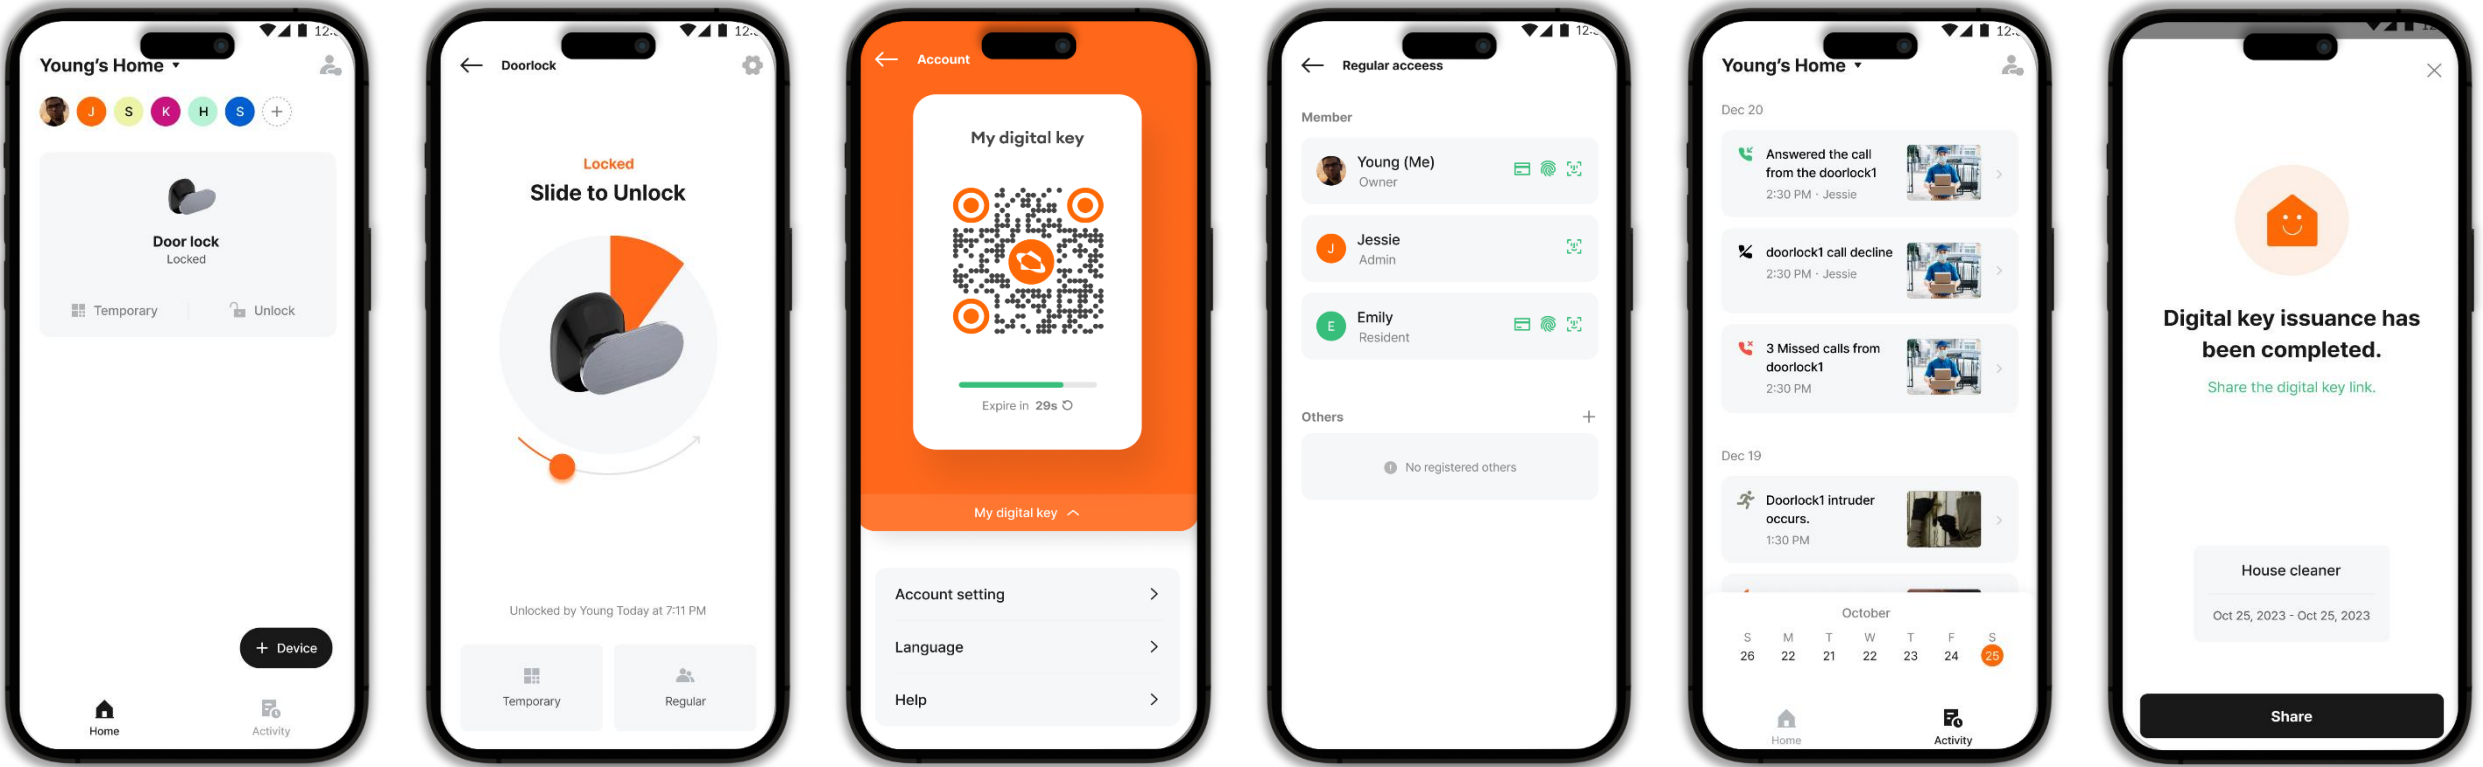 Young's Home
J
S
K
H
S
Door lock
Locked
Temporary
Unlock
+ Device
Home
Activity
Doorlock
Locked
Slide to Unlock
Unlocked by Young Today at 7:11 PM
Temporary
Regular
Account
My digital key
Expire in 29s
My digital key
Account setting
Language
Help
Regular acceess
Member
Young (Me)
Owner
J
Jessie
Admin
E
Emily
Resident
Others
No registered others
Young's Home
Dec 20
Answered the call
from the doorlock1
2:30 PM · Jessie
doorlock1 call decline
2:30 PM · Jessie
3 Missed calls from
doorlock1
2:30 PM
Dec 19
Doorlock1 intruder
occurs.
1:30 PM
October
S M T W T F S
26 22 21 22 23 24 25
Home
Activity
Digital key issuance has
been completed.
Share the digital key link.
House cleaner
Oct 25, 2023 - Oct 25, 2023
Share